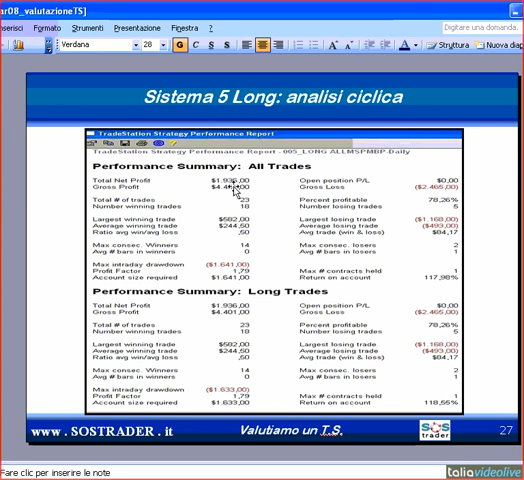 ar08_valutazioneTS]
nserisci Formato Strumenti Presentazione Finestra ? Digitare una domanda.
Verdana 28 G C S S A Struttura Nuova diap
Sistema 5 Long: analisi ciclica
TradeStation Strategy Performance Report
TradeStation Strategy Performance Report - 005_LONG ALLMSPMBP-Daily
Performance Summary: All Trades
Total Net Profit $1.936,00 Open position P/L $0,00
Gross Profit Gross Loss ($2.465,00)
Total # of trades 23 Percent profitable 78,26%
Number winning trades 18 Number losing trades 5
Largest winning trade $582,00 Largest losing trade ($1.168,00)
Average winning trade $244,50 Average losing trade ($493,00)
Ratio avg win/avg loss ,50 Avg trade (win & loss) $84,17
Max consec. Winners 14 Max consec. losers 2
Avg # bars in winners 0 Avg # bars in losers 1
Max intraday drawdown ($1.641,00)
Profit Factor 1,79 Max # contracts held 1
Account size required $1.641,00 Return on account 117,98%
Performance Summary: Long Trades
Total Net Profit $1.936,00 Open position P/L $0,00
Gross Profit $4.401,00 Gross Loss ($2.465,00)
Total # of trades 23 Percent profitable 78,26%
Number winning trades 18 Number losing trades 5
Largest winning trade $582,00 Largest losing trade ($1.168,00)
Average winning trade $244,50 Average losing trade ($493,00)
Ratio avg win/avg loss ,50 Avg trade (win & loss) $84,17
Max consec. Winners 14 Max consec. losers 2
Avg # bars in winners 0 Avg # bars in losers 1
Max intraday drawdown ($1.633,00)
Profit Factor 1,79 Max # contracts held 1
Account size required $1.633,00 Return on account 118,55%
www . SOSTRADER . it Valutiamo un T.S. SOS trader 27
Fare clic per inserire le note
italiavideolive